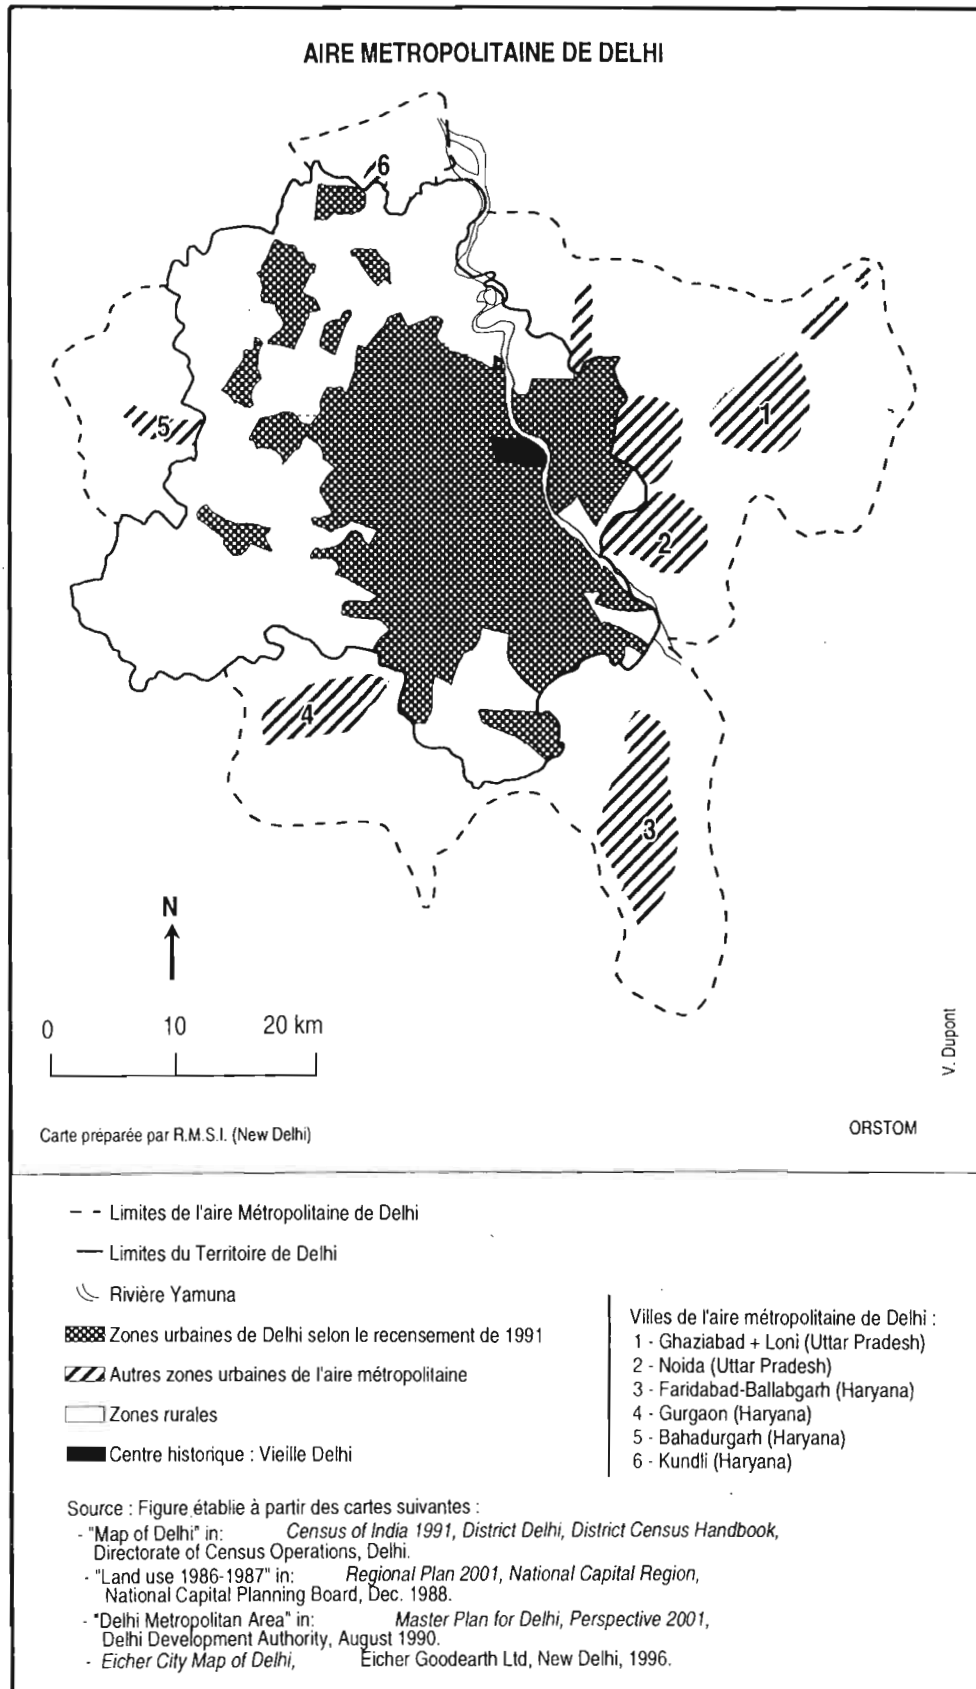 AIRE METROPOLITAINE DE DELHI
6
1
5
2
4
3
N
0 10 20 km
V. Dupont
Carte préparée par R.M.S.I. (New Delhi)
ORSTOM
Limites de l'aire Métropolitaine de Delhi
Limites du Territoire de Delhi
Rivière Yamuna
Zones urbaines de Delhi selon le recensement de 1991
Autres zones urbaines de l'aire métropolitaine
Zones rurales
Centre historique : Vieille Delhi
Villes de l'aire métropolitaine de Delhi :
1 - Ghaziabad + Loni (Uttar Pradesh)
2 - Noida (Uttar Pradesh)
3 - Faridabad-Ballabgarh (Haryana)
4 - Gurgaon (Haryana)
5 - Bahadurgarh (Haryana)
6 - Kundli (Haryana)
Source : Figure établie à partir des cartes suivantes :
- "Map of Delhi" in: Census of India 1991, District Delhi, District Census Handbook,
Directorate of Census Operations, Delhi.
- "Land use 1986-1987" in: Regional Plan 2001, National Capital Region,
National Capital Planning Board, Dec. 1988.
- "Delhi Metropolitan Area" in: Master Plan for Delhi, Perspective 2001,
Delhi Development Authority, August 1990.
- Eicher City Map of Delhi, Eicher Goodearth Ltd, New Delhi, 1996.